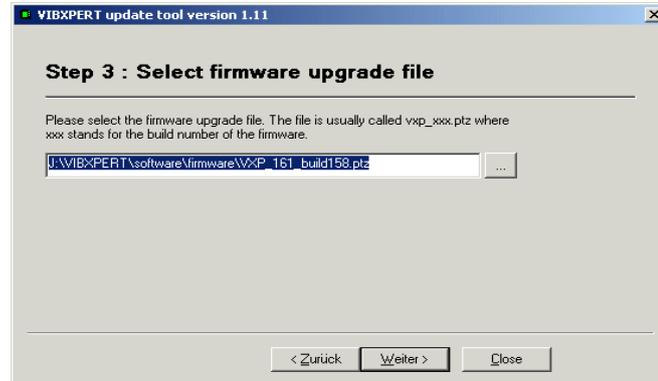 VIBXPERT update tool version 1.11
Step 3 : Select firmware upgrade file
Please select the firmware upgrade file. The file is usually called vxp_xxx.ptz where
xxx stands for the build number of the firmware.
J:\VIBXPERT\software\firmware\VXP_161_build158.ptz
...
< Zurück
Weiter >
Close